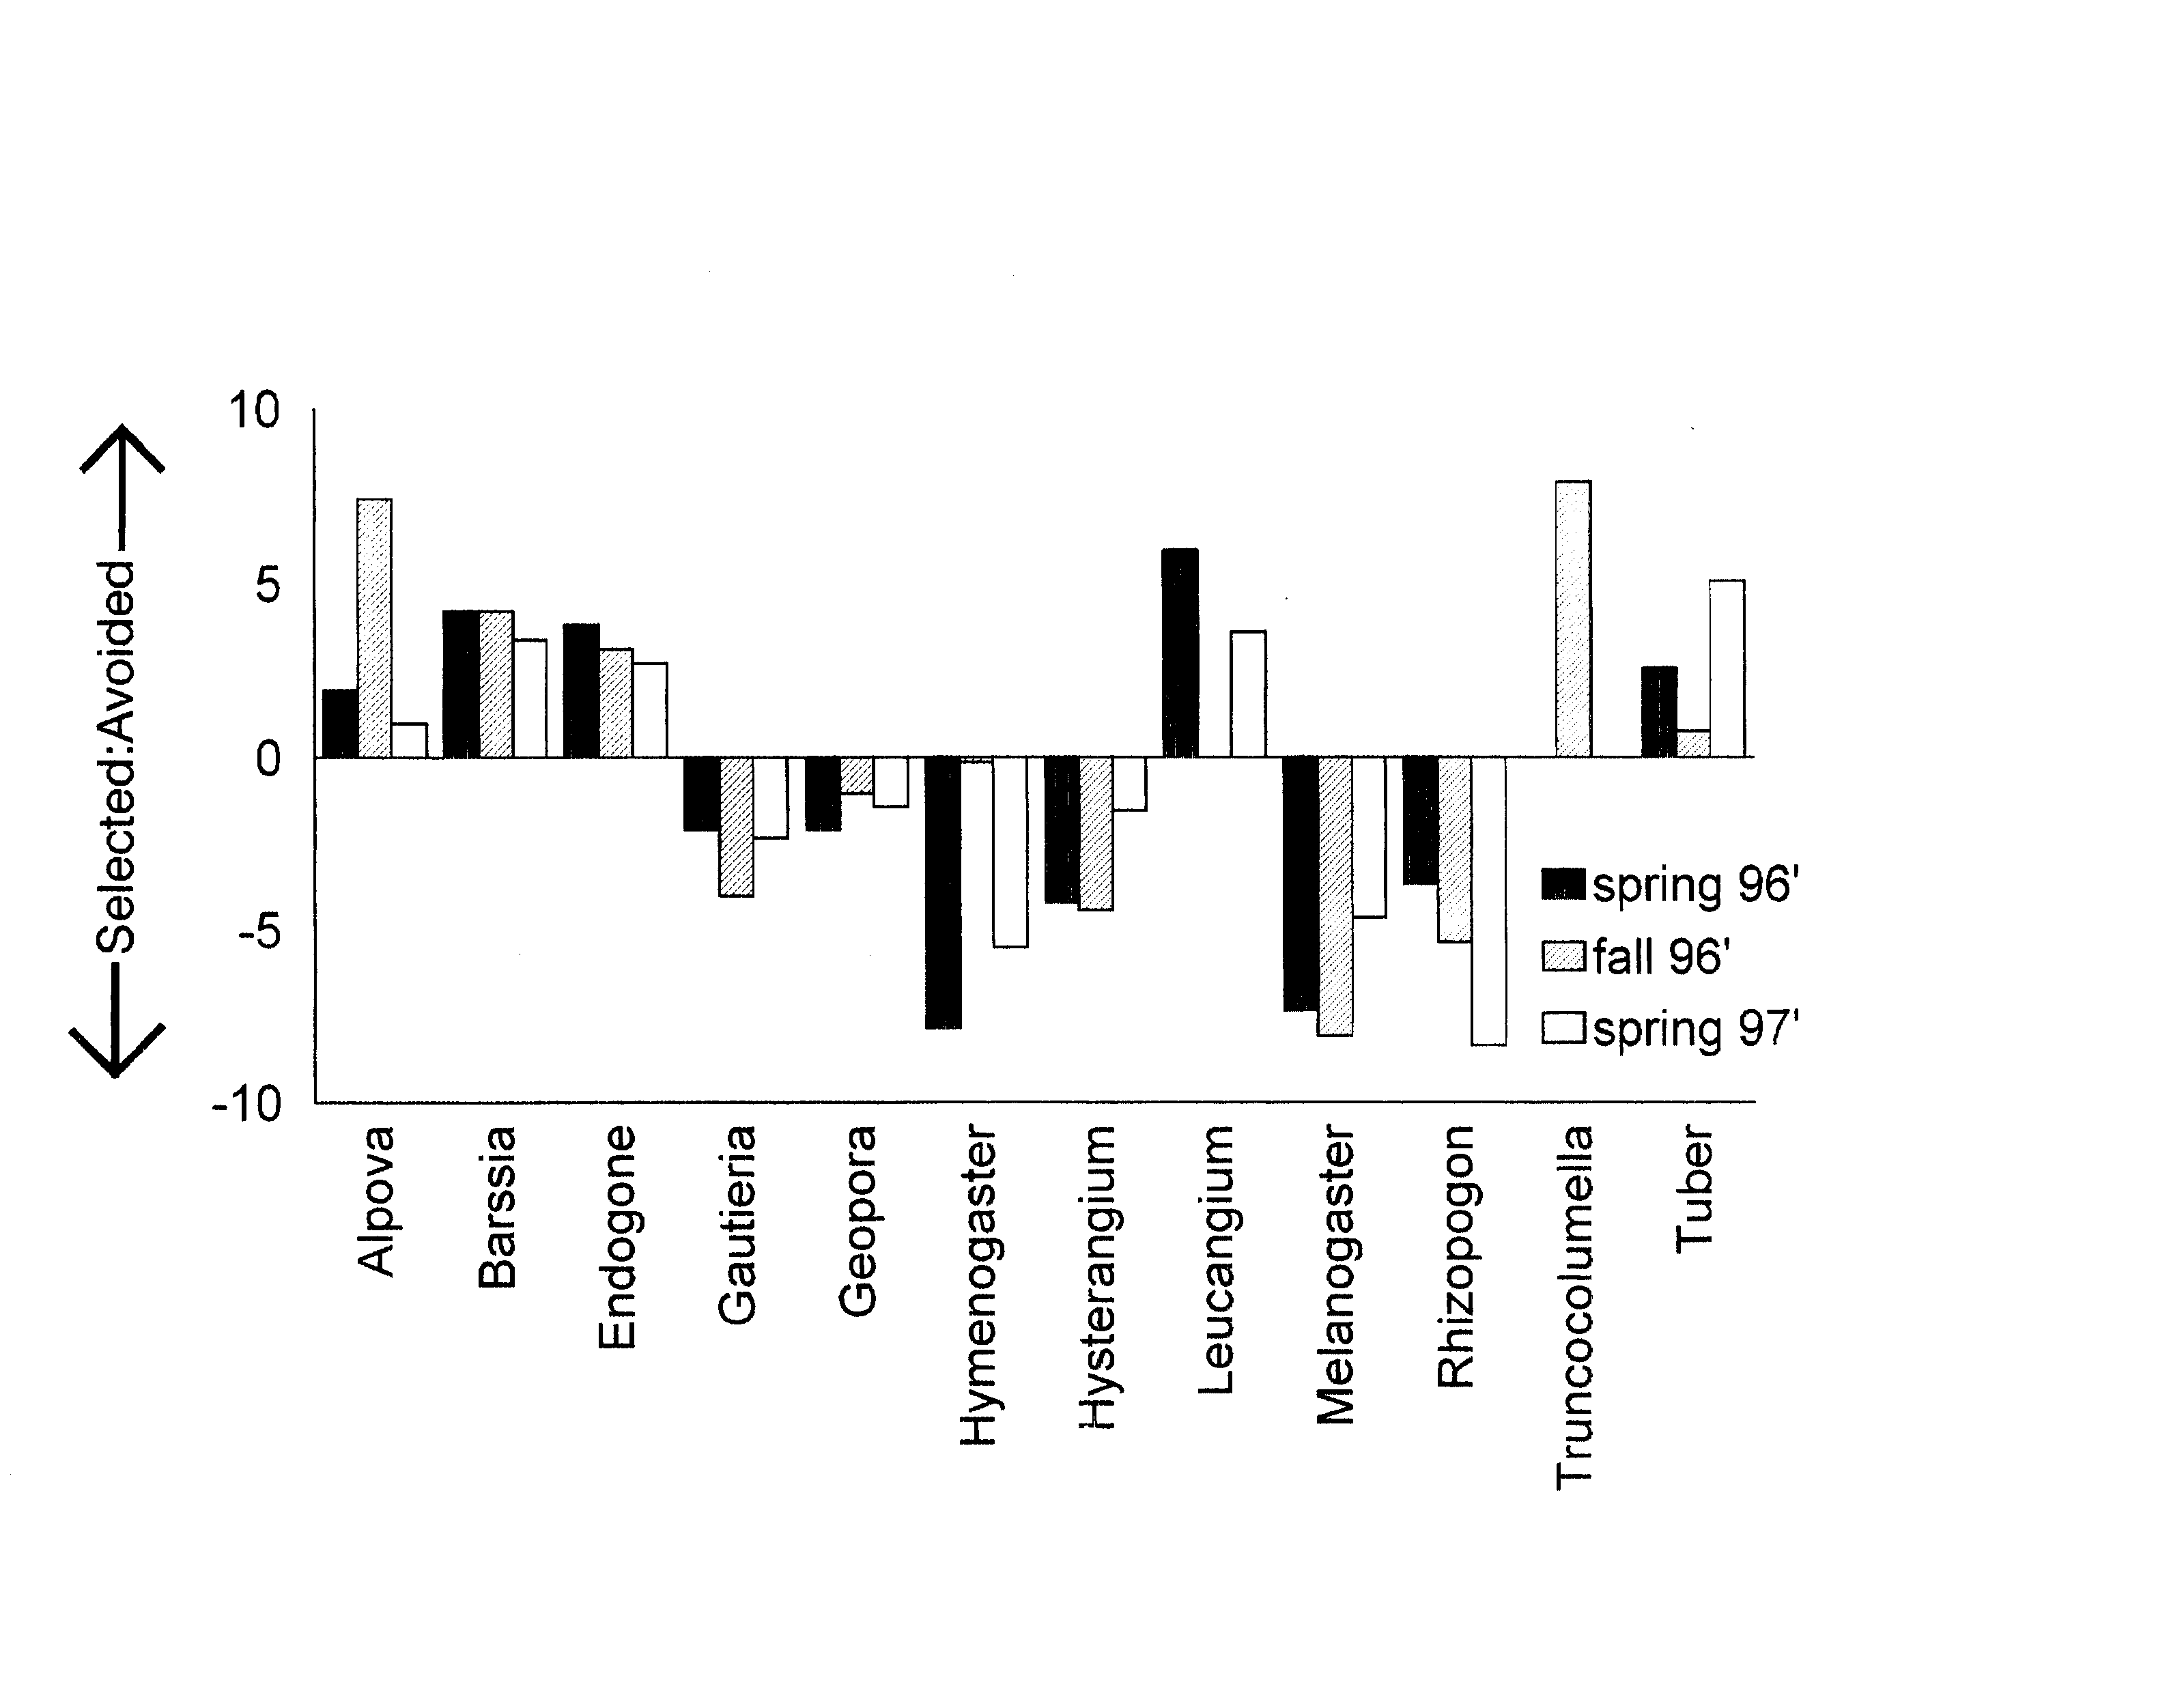 10
5
0
-5
-10
Selected:Avoided
spring 96'
fall 96'
spring 97'
Alpova
Barssia
Endogone
Gautieria
Geopora
Hymenogaster
Hysterangium
Leucangium
Melanogaster
Rhizopogon
Truncocolumella
Tuber